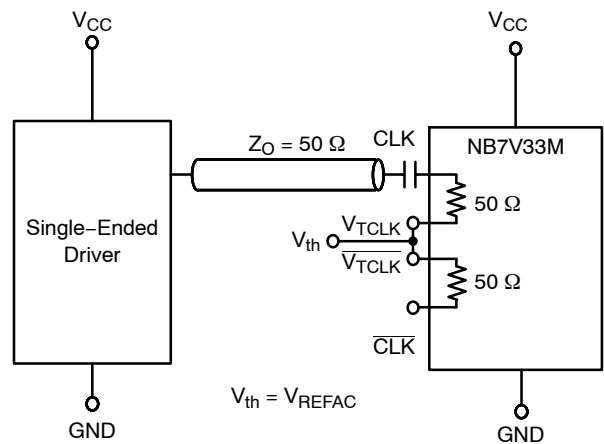 VCC
VCC
ZO = 50 Ω
CLK
NB7V33M
50 Ω
Single−Ended
Driver
VTCLK
Vth
VTCLK
50 Ω
CLK
Vth = VREFAC
GND
GND